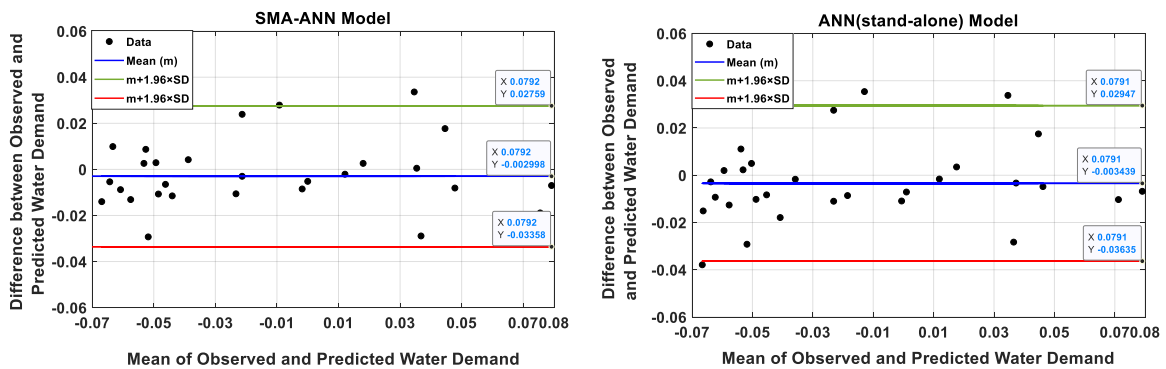 SMA-ANN Model
Difference between Observed and
Predicted Water Demand
0.06
0.04
0.02
0
-0.02
-0.04
-0.06
Data
Mean (m)
m+1.96×SD
m+1.96×SD
X 0.0792
Y 0.02759
X 0.0792
Y -0.002998
X 0.0792
Y -0.03358
-0.07 -0.05 -0.03 -0.01 0.01 0.03 0.05 0.07 0.08
Mean of Observed and Predicted Water Demand
ANN(stand-alone) Model
Difference between Observed
and Predicted Water Demand
0.06
0.04
0.02
0
-0.02
-0.04
-0.06
Data
Mean (m)
m+1.96×SD
m+1.96×SD
X 0.0791
Y 0.02947
X 0.0791
Y -0.003439
X 0.0791
Y -0.03635
-0.07 -0.05 -0.03 -0.01 0.01 0.03 0.05 0.07 0.08
Mean of Observed and Predicted Water Demand